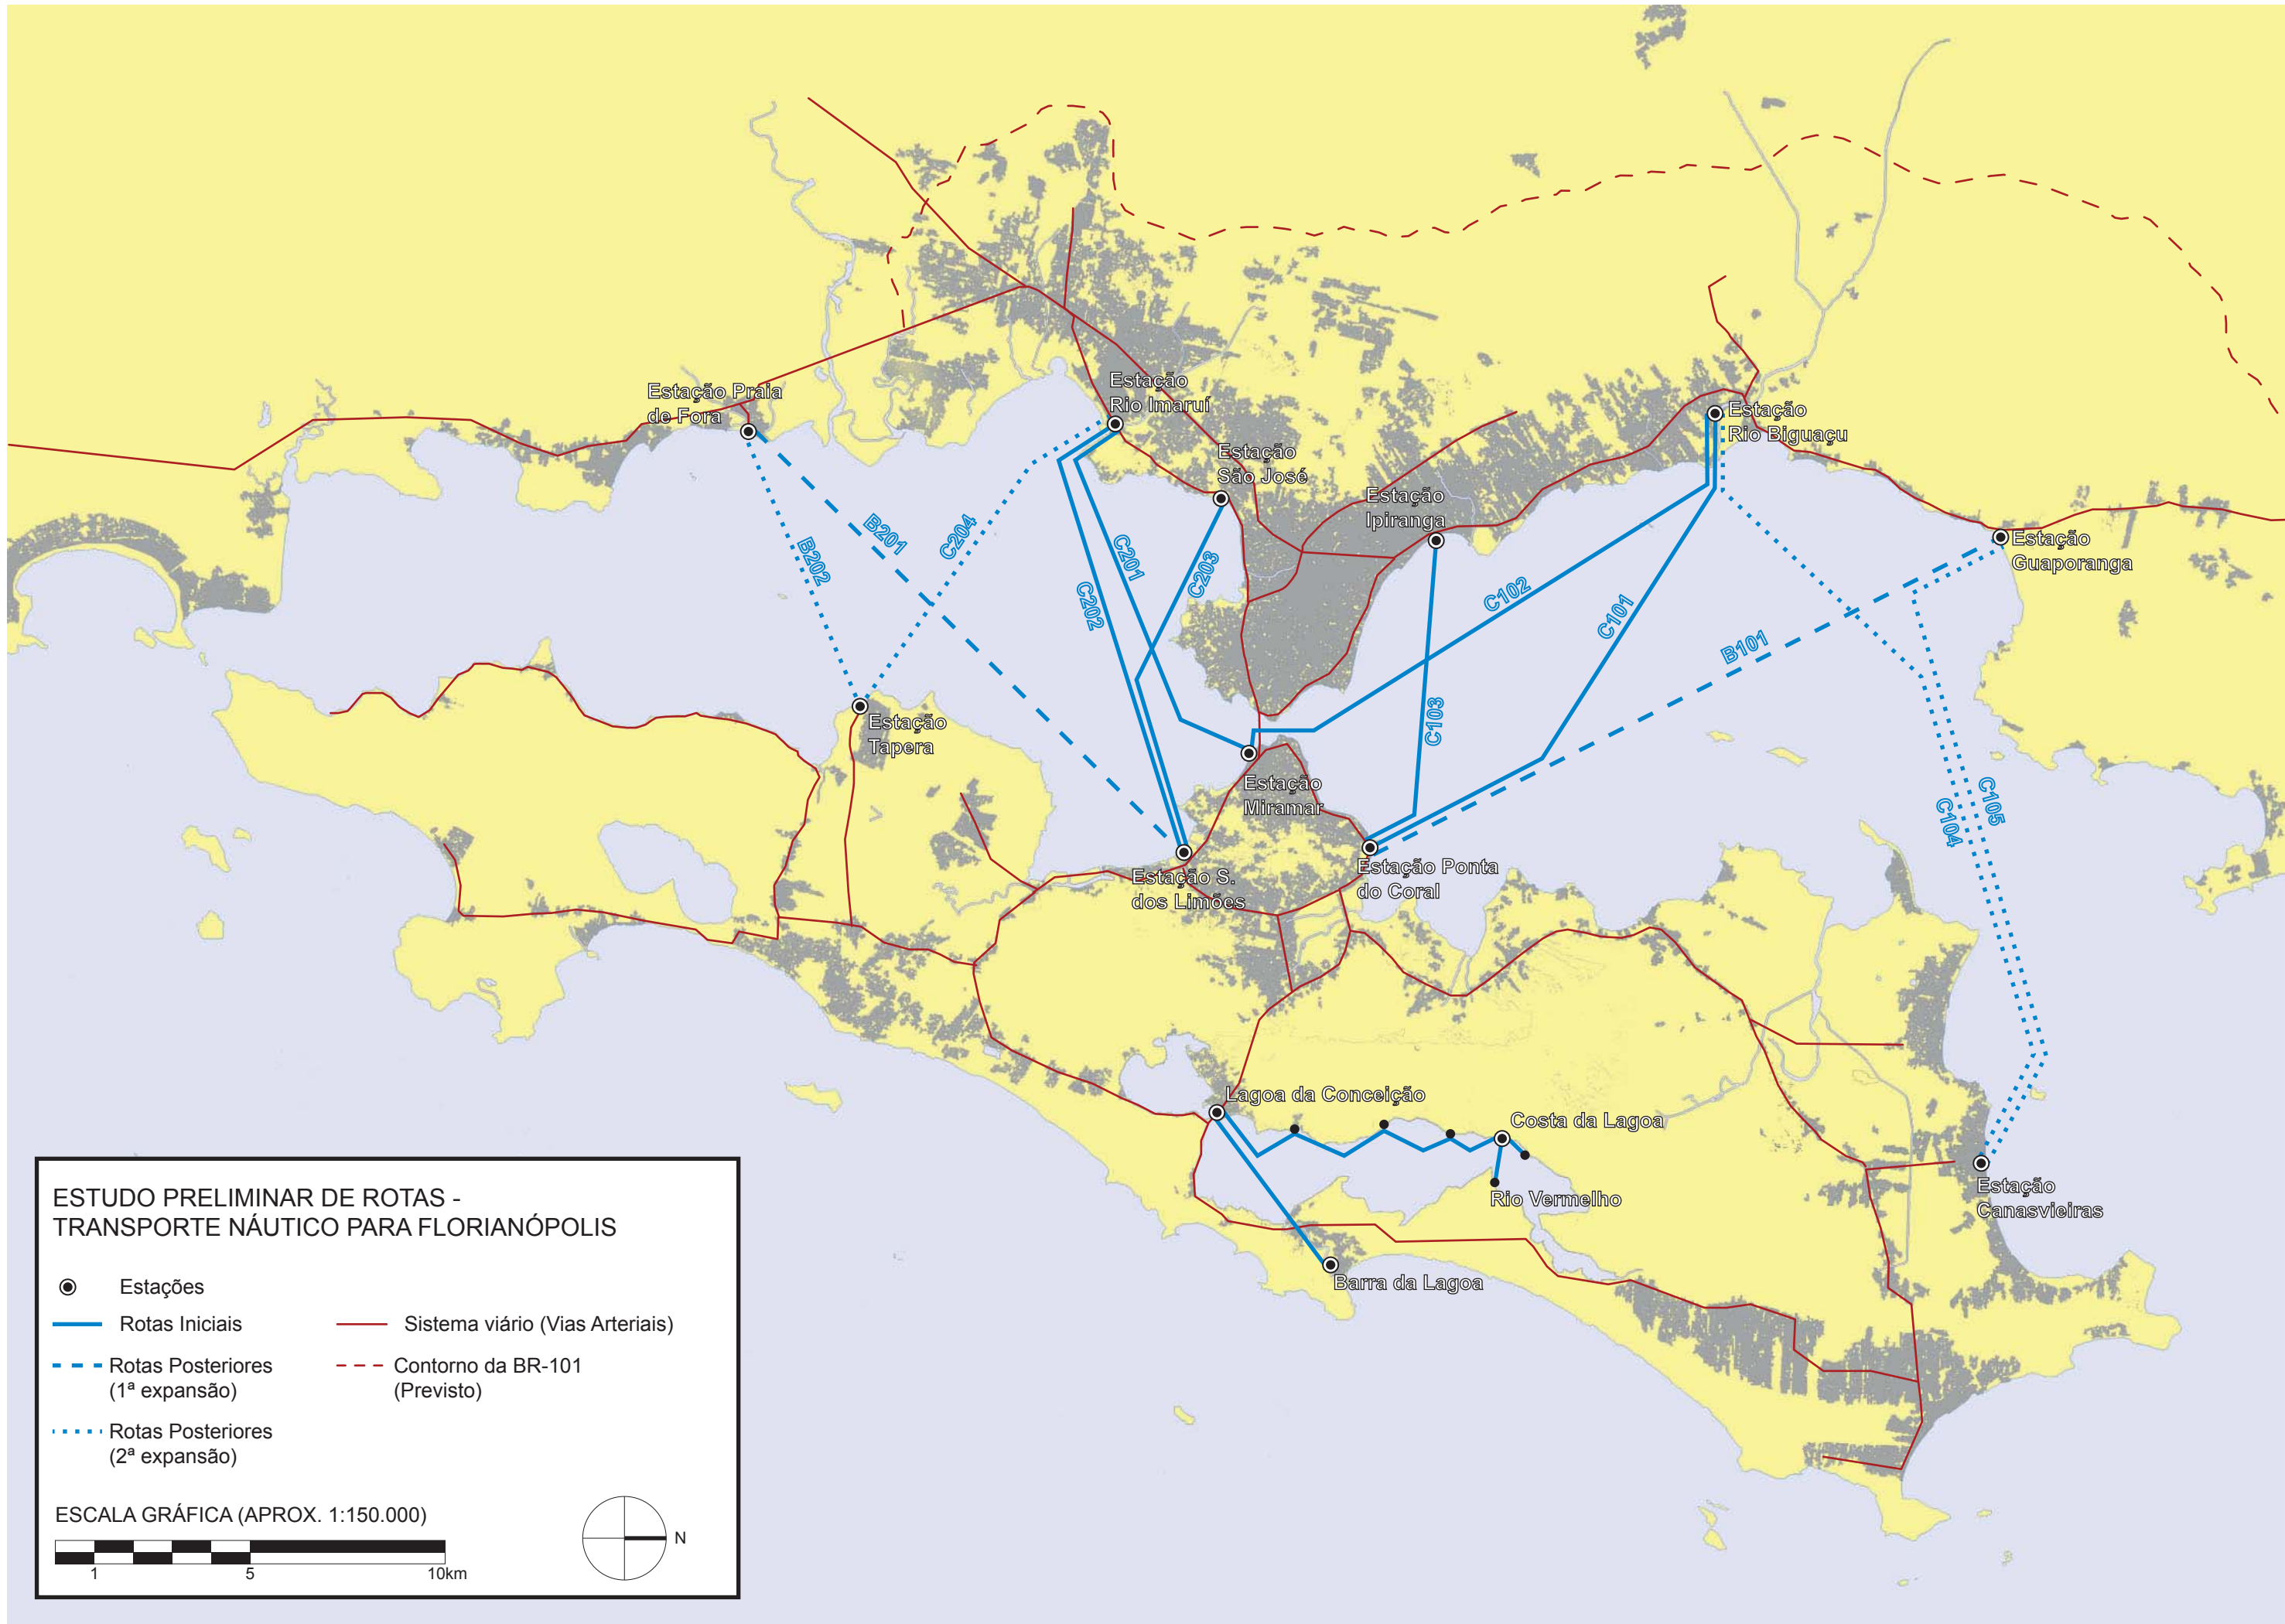 Estação Praia
de Fora
Estação
Rio Imaruí
Estação
São José
Estação
Ipiranga
Estação
Rio Biguaçu
Estação
Guaporanga
B201
B202
C204
C202
C201
C203
C102
C101
C103
B101
C104
C105
Estação
Tapera
Estação
Miramar
Estação S.
dos Limões
Estação Ponta
do Coral
Lagoa da Conceição
Costa da Lagoa
Rio Vermelho
Barra da Lagoa
Estação
Canasvieiras
ESTUDO PRELIMINAR DE ROTAS -
TRANSPORTE NÁUTICO PARA FLORIANÓPOLIS
Estações
Rotas Iniciais
Sistema viário (Vias Arteriais)
Rotas Posteriores
(1ª expansão)
Contorno da BR-101
(Previsto)
Rotas Posteriores
(2ª expansão)
ESCALA GRÁFICA (APROX. 1:150.000)
1 5 10km
N